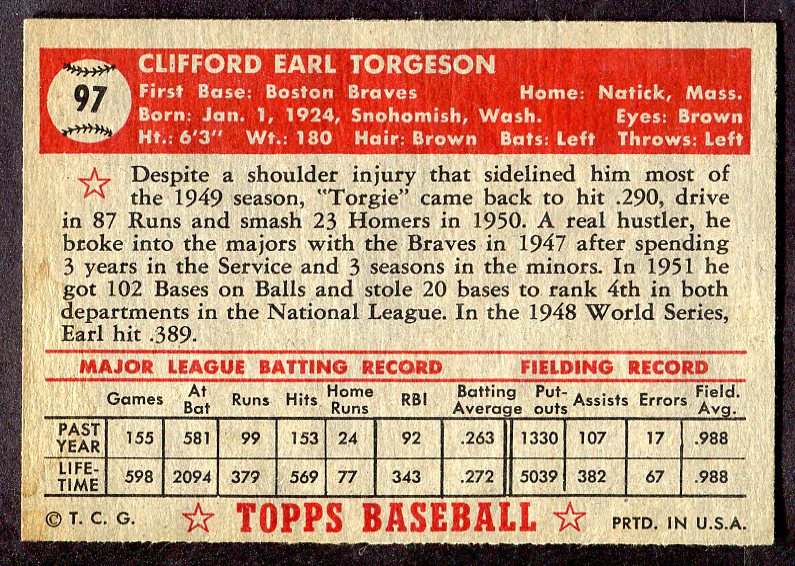 97
CLIFFORD EARL TORGESON
First Base: Boston Braves Home: Natick, Mass.
Born: Jan. 1, 1924, Snohomish, Wash. Eyes: Brown
Ht.: 6'3" Wt.: 180 Hair: Brown Bats: Left Throws: Left
Despite a shoulder injury that sidelined him most of
the 1949 season, "Torgie" came back to hit .290, drive
in 87 Runs and smash 23 Homers in 1950. A real hustler, he
broke into the majors with the Braves in 1947 after spending
3 years in the Service and 3 seasons in the minors. In 1951 he
got 102 Bases on Balls and stole 20 bases to rank 4th in both
departments in the National League. In the 1948 World Series,
Earl hit .389.
MAJOR LEAGUE BATTING RECORD FIELDING RECORD
Games At Bat Runs Hits Home Runs RBI Batting Average Put-outs Assists Errors Field. Avg.
PAST YEAR 155 581 99 153 24 92 .263 1330 107 17 .988
LIFE-TIME 598 2094 379 569 77 343 .272 5039 382 67 .988
© T. C. G. TOPPS BASEBALL PRTD. IN U.S.A.